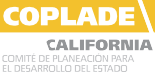 COPLADE
CALIFORNIA
COMITE DE PLANEACION PARA
EL DESARROLLO DEL ESTADO